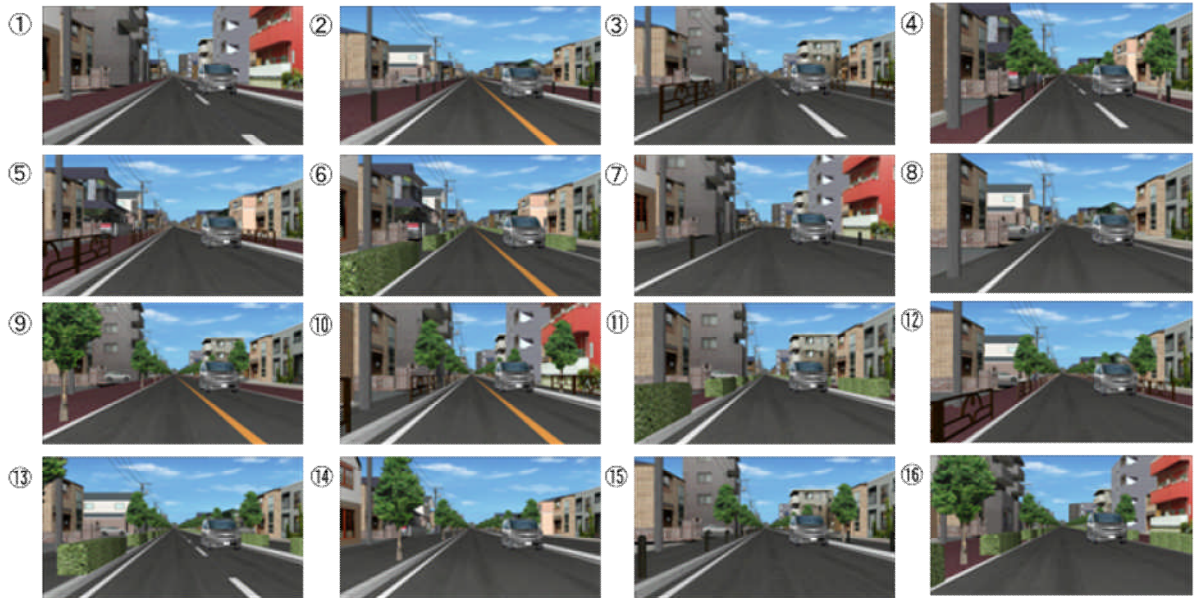 ① ② ③ ④
⑤ ⑥ ⑦ ⑧
⑨ ⑩ ⑪ ⑫
⑬ ⑭ ⑮ ⑯